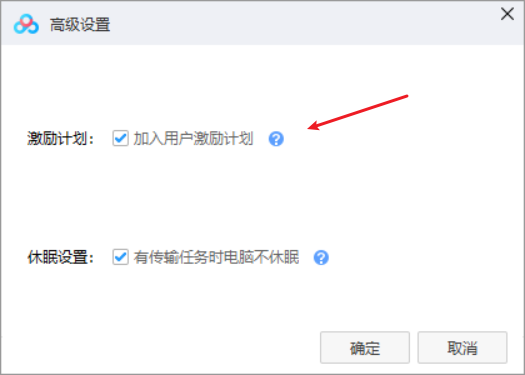 高级设置
激励计划： 加入用户激励计划 ?
休眠设置： 有传输任务时电脑不休眠 ?
确定 取消